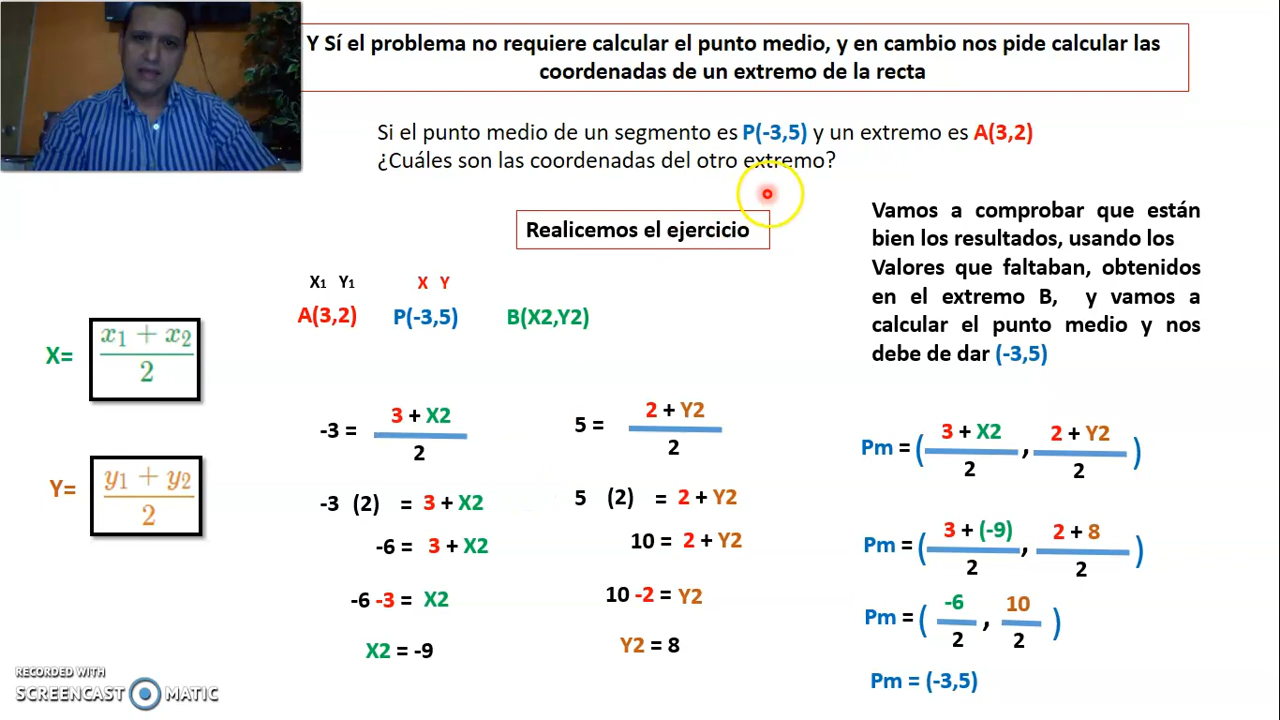 Y Sí el problema no requiere calcular el punto medio, y en cambio nos pide calcular las
coordenadas de un extremo de la recta
Si el punto medio de un segmento es P(-3,5) y un extremo es A(3,2)
¿Cuáles son las coordenadas del otro extremo?
Realicemos el ejercicio
X1 Y1 X Y
A(3,2) P(-3,5) B(X2,Y2)
X= x1 + x2
2
Y= y1 + y2
2
-3 = 3 + X2
2
-3 (2) = 3 + X2
-6 = 3 + X2
-6 -3 = X2
X2 = -9
5 = 2 + Y2
2
5 (2) = 2 + Y2
10 = 2 + Y2
10 -2 = Y2
Y2 = 8
Vamos a comprobar que están
bien los resultados, usando los
Valores que faltaban, obtenidos
en el extremo B, y vamos a
calcular el punto medio y nos
debe de dar (-3,5)
Pm = ( 3 + X2 , 2 + Y2 )
2 2
Pm = ( 3 + (-9) , 2 + 8 )
2 2
Pm = ( -6 , 10 )
2 2
Pm = (-3,5)
RECORDED WITH
SCREENCAST MATIC